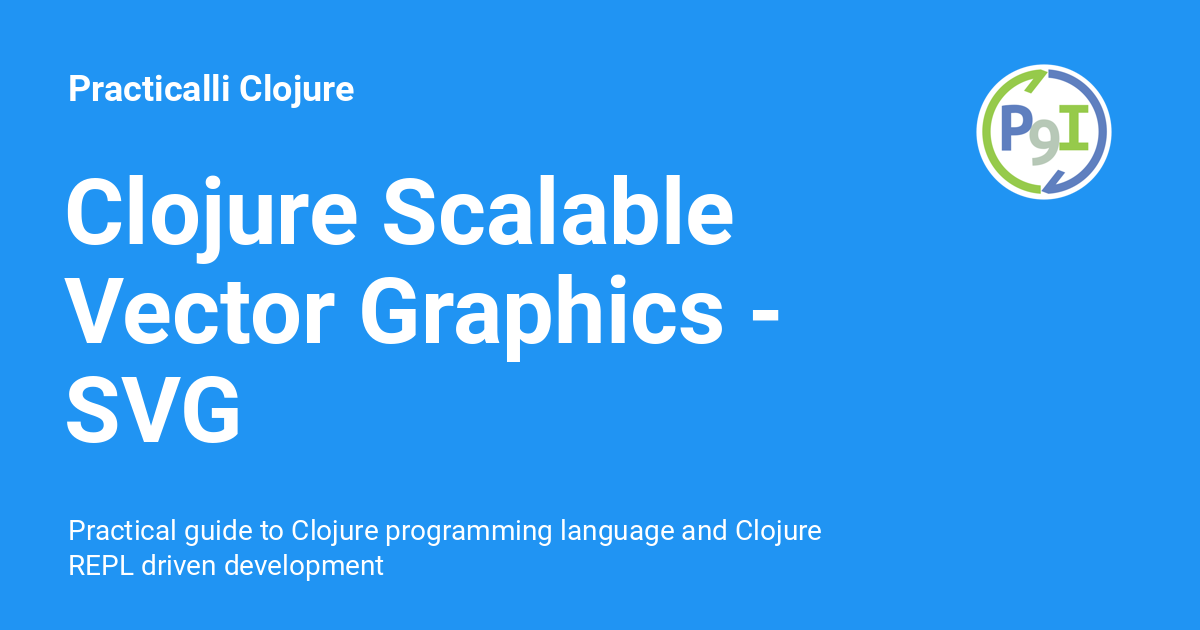 Practicalli Clojure
P9I
Clojure Scalable
Vector Graphics -
SVG
Practical guide to Clojure programming language and Clojure
REPL driven development